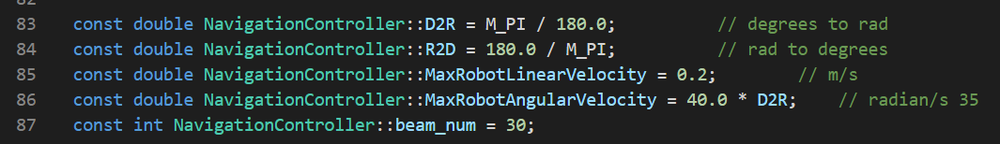 83 const double NavigationController::D2R = M_PI / 180.0; // degrees to rad
84 const double NavigationController::R2D = 180.0 / M_PI; // rad to degrees
85 const double NavigationController::MaxRobotLinearVelocity = 0.2; // m/s
86 const double NavigationController::MaxRobotAngularVelocity = 40.0 * D2R; // radian/s 35
87 const int NavigationController::beam_num = 30;